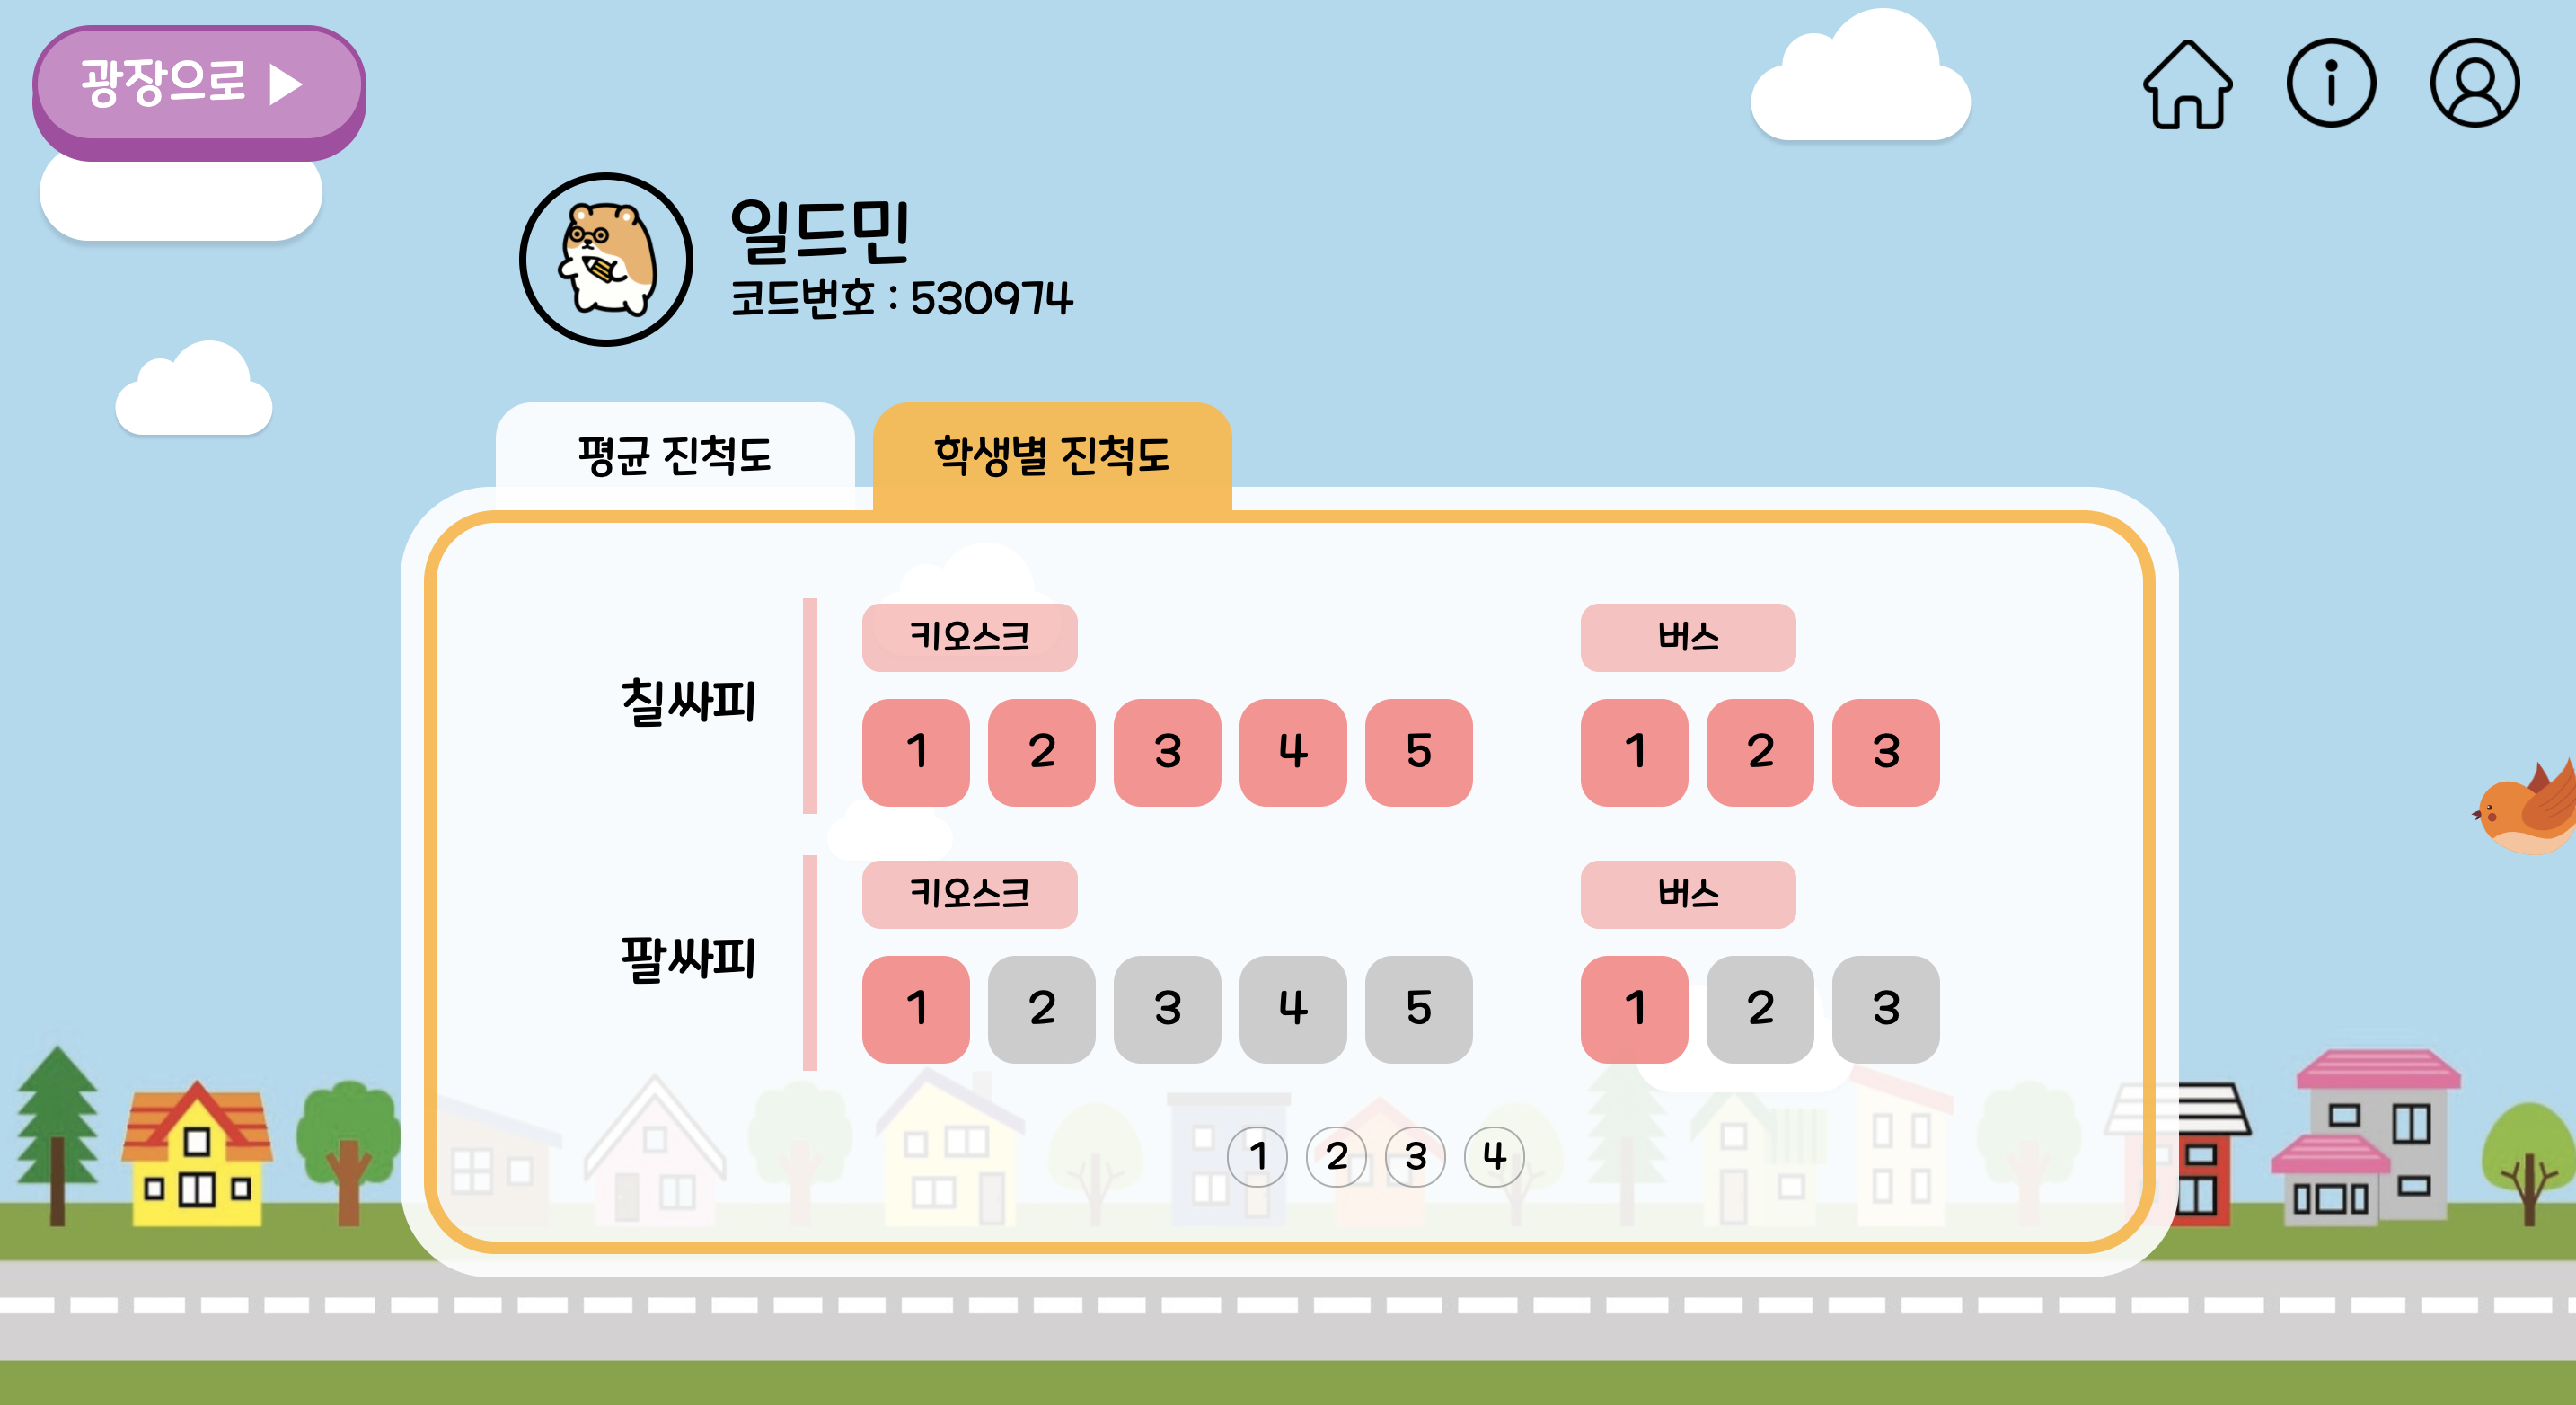 광장으로
일드민
코드번호 : 530974
평균 진척도
학생별 진척도
칠싸피
키오스크
1 2 3 4 5
버스
1 2 3
팔싸피
키오스크
1 2 3 4 5
버스
1 2 3
1 2 3 4